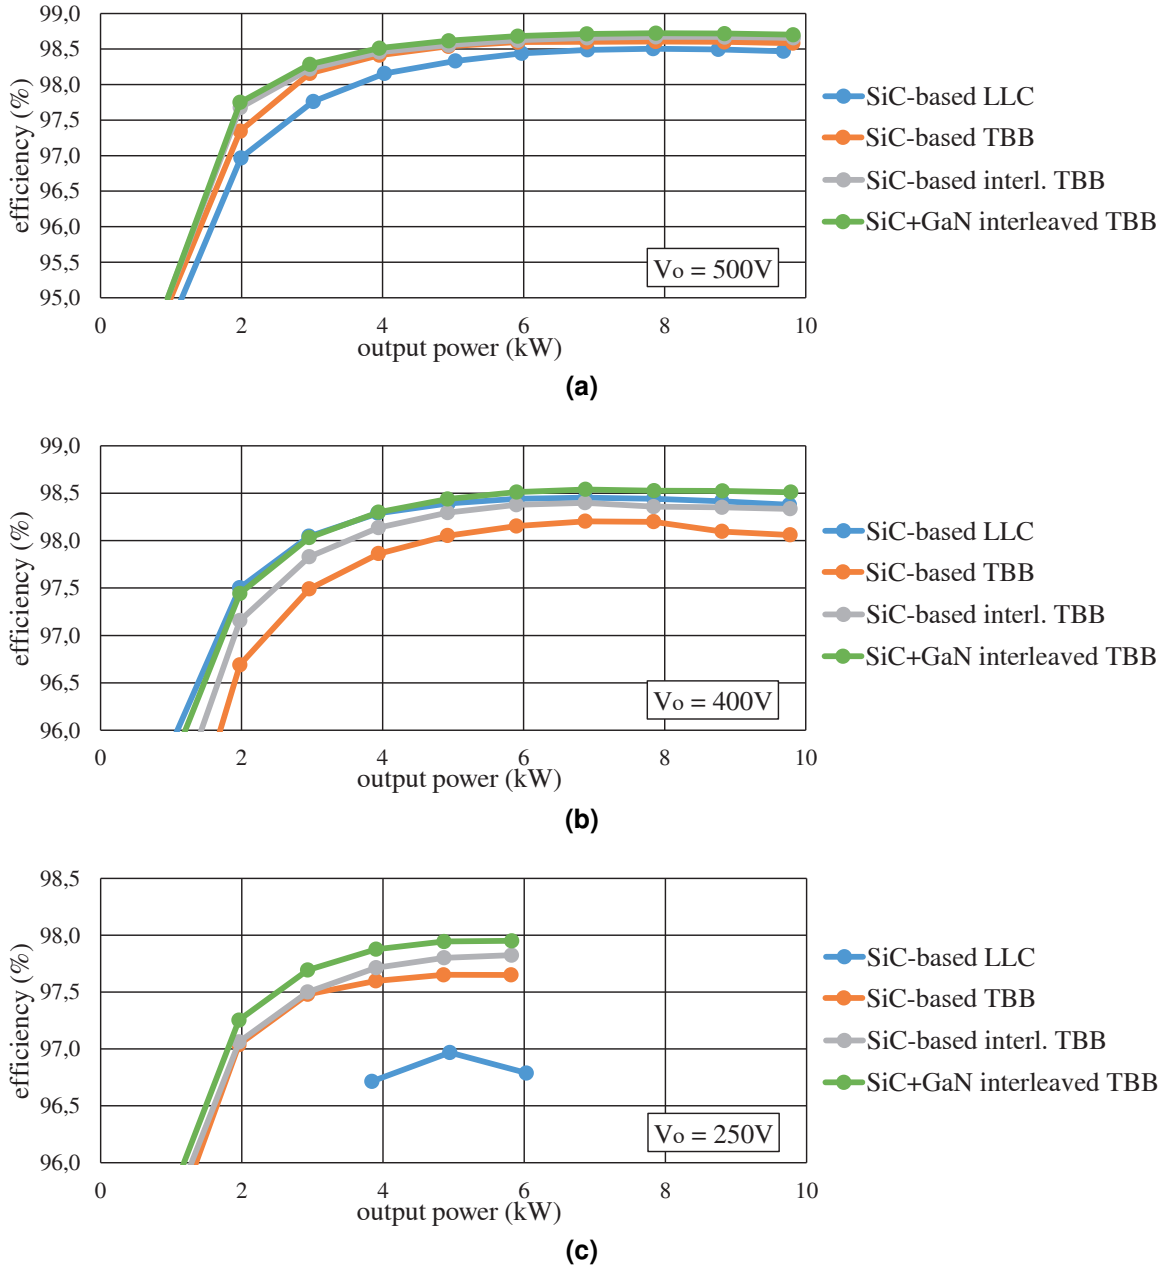 99,0
98,5
98,0
97,5
97,0
96,5
96,0
95,5
95,0
efficiency (%)
0 2 4 6 8 10
output power (kW)
Vo = 500V
SiC-based LLC
SiC-based TBB
SiC-based interl. TBB
SiC+GaN interleaved TBB
(a)
99,0
98,5
98,0
97,5
97,0
96,5
96,0
efficiency (%)
0 2 4 6 8 10
output power (kW)
Vo = 400V
SiC-based LLC
SiC-based TBB
SiC-based interl. TBB
SiC+GaN interleaved TBB
(b)
98,5
98,0
97,5
97,0
96,5
96,0
efficiency (%)
0 2 4 6 8 10
output power (kW)
Vo = 250V
SiC-based LLC
SiC-based TBB
SiC-based interl. TBB
SiC+GaN interleaved TBB
(c)